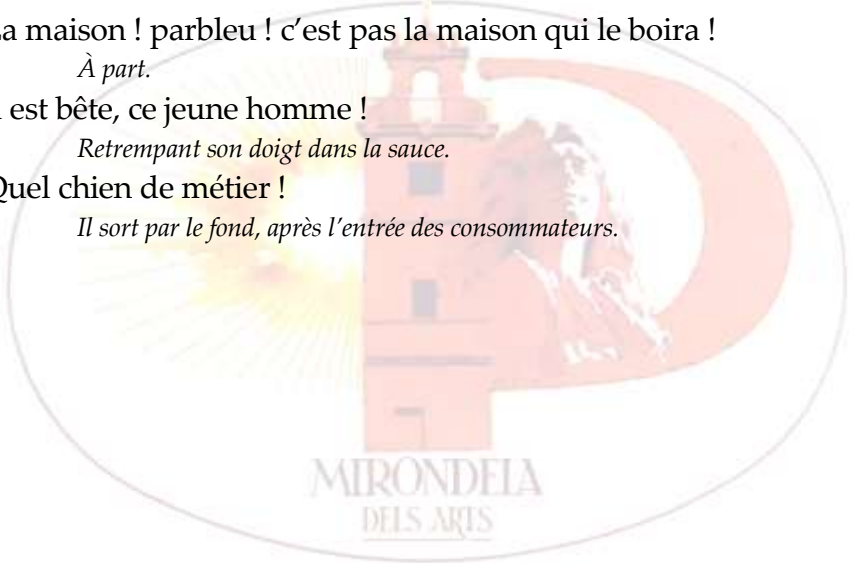 La maison ! parbleu ! c’est pas la maison qui le boira !
À part.
est bête, ce jeune homme !
Retrempant son doigt dans la sauce.
Quel chien de métier !
Il sort par le fond, après l’entrée des consommateurs.
MIRONDELA
DELS ARTS